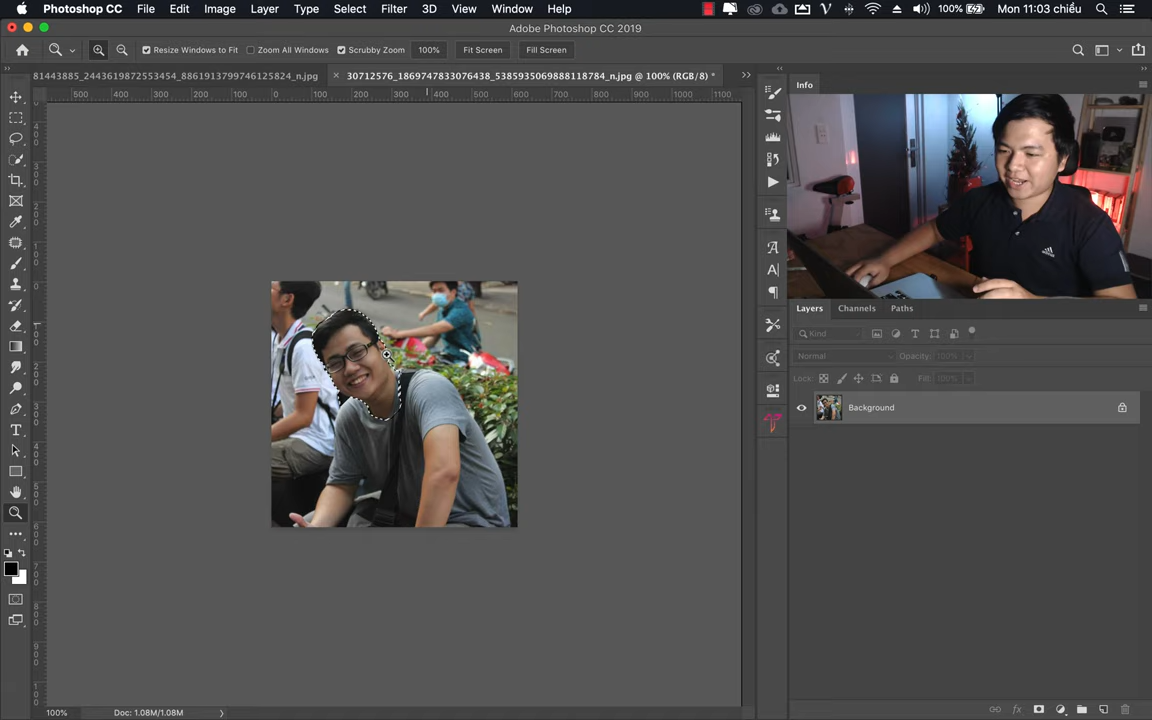 Photoshop CC File Edit Image Layer Type Select Filter 3D View Window Help 100% Mon 11:03 chiều
Adobe Photoshop CC 2019
Resize Windows to Fit Zoom All Windows Scrubby Zoom 100% Fit Screen Fill Screen
81443885_2443619872553454_8861913799746125824_n.jpg × 30712576_1869747833076438_5385935069888118784_n.jpg @ 100% (RGB/8) *
500 400 300 200 100 0 100 200 300 400 500 600 700 800 900 1000 1100
Info
Layers Channels Paths
Kind
Normal Opacity: 100%
Lock: Fill: 100%
Background
100% Doc: 1.08M/1.08M